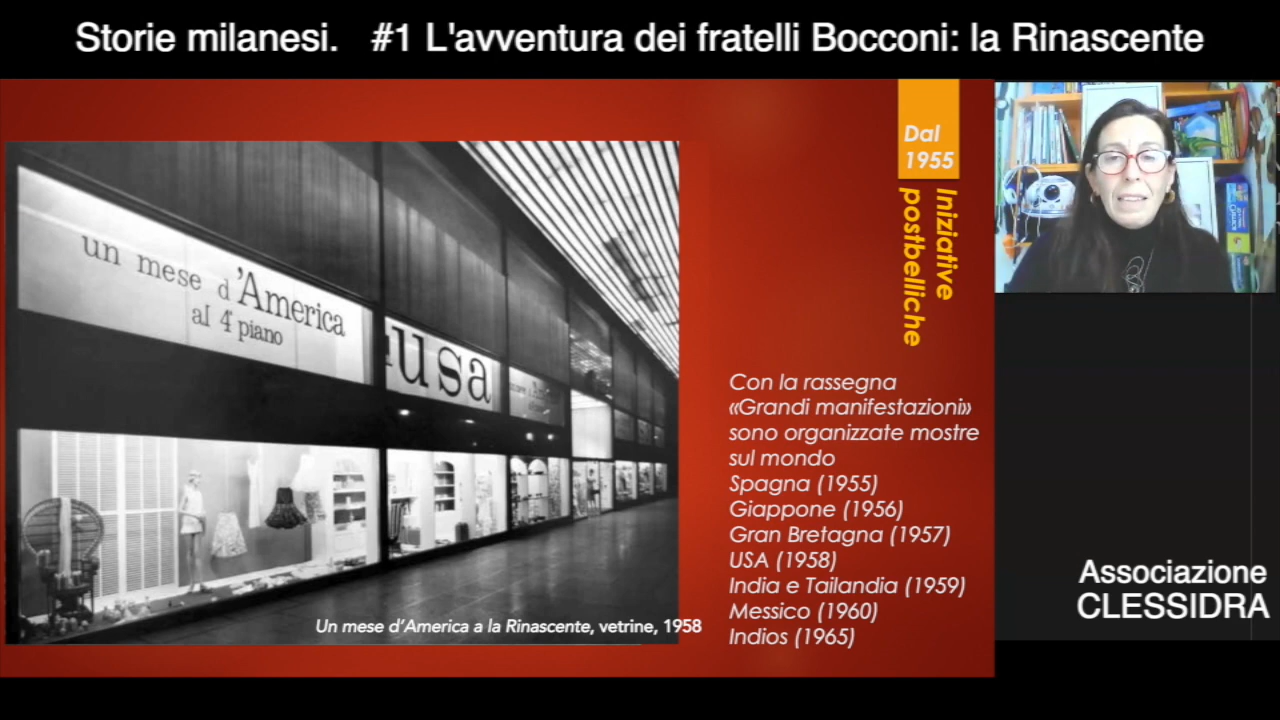 Storie milanesi. #1 L'avventura dei fratelli Bocconi: la Rinascente
Dal
1955
Iniziative
postbelliche
un mese d'America
al 4° piano
usa
Con la rassegna
«Grandi manifestazioni»
sono organizzate mostre
sul mondo
Spagna (1955)
Giappone (1956)
Gran Bretagna (1957)
USA (1958)
India e Tailandia (1959)
Messico (1960)
Indios (1965)
Un mese d'America a la Rinascente, vetrine, 1958
Associazione
CLESSIDRA